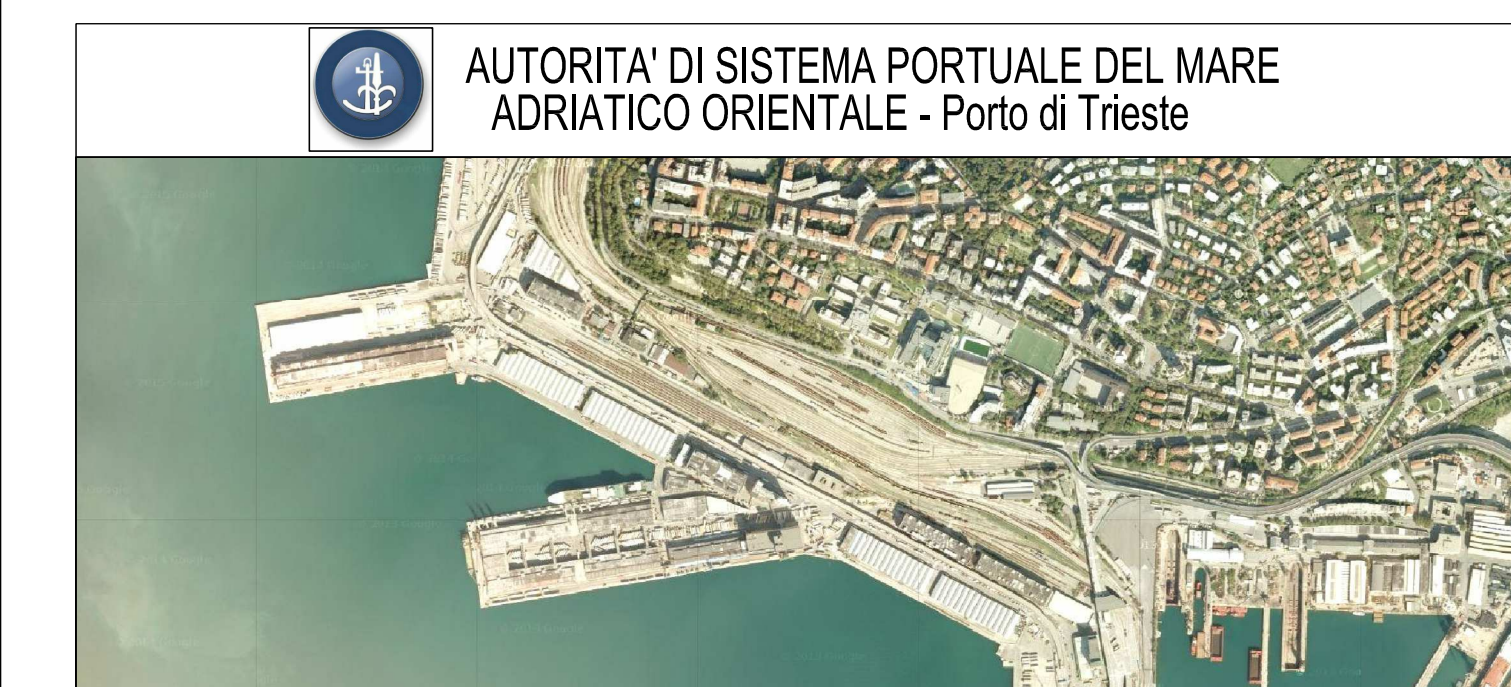 AUTORITA' DI SISTEMA PORTUALE DEL MARE
ADRIATICO ORIENTALE - Porto di Trieste